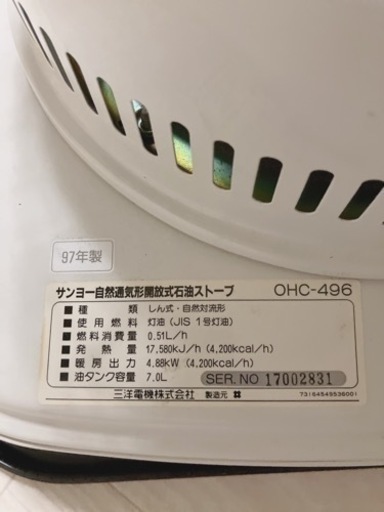 97年製
サンヨー自然通気形開放式石油ストーブ OHC-496
■種類 しん式・自然対流形
■使用燃料 灯油(JIS 1号灯油)
■燃料消費量 0.51L/h
■発熱量 17,580kJ/h (4,200kcal/h)
■暖房出力 4.88kW (4,200kcal/h)
■油タンク容量 7.0L SER.NO 17002831
三洋電機株式会社 製造元 73194549536001